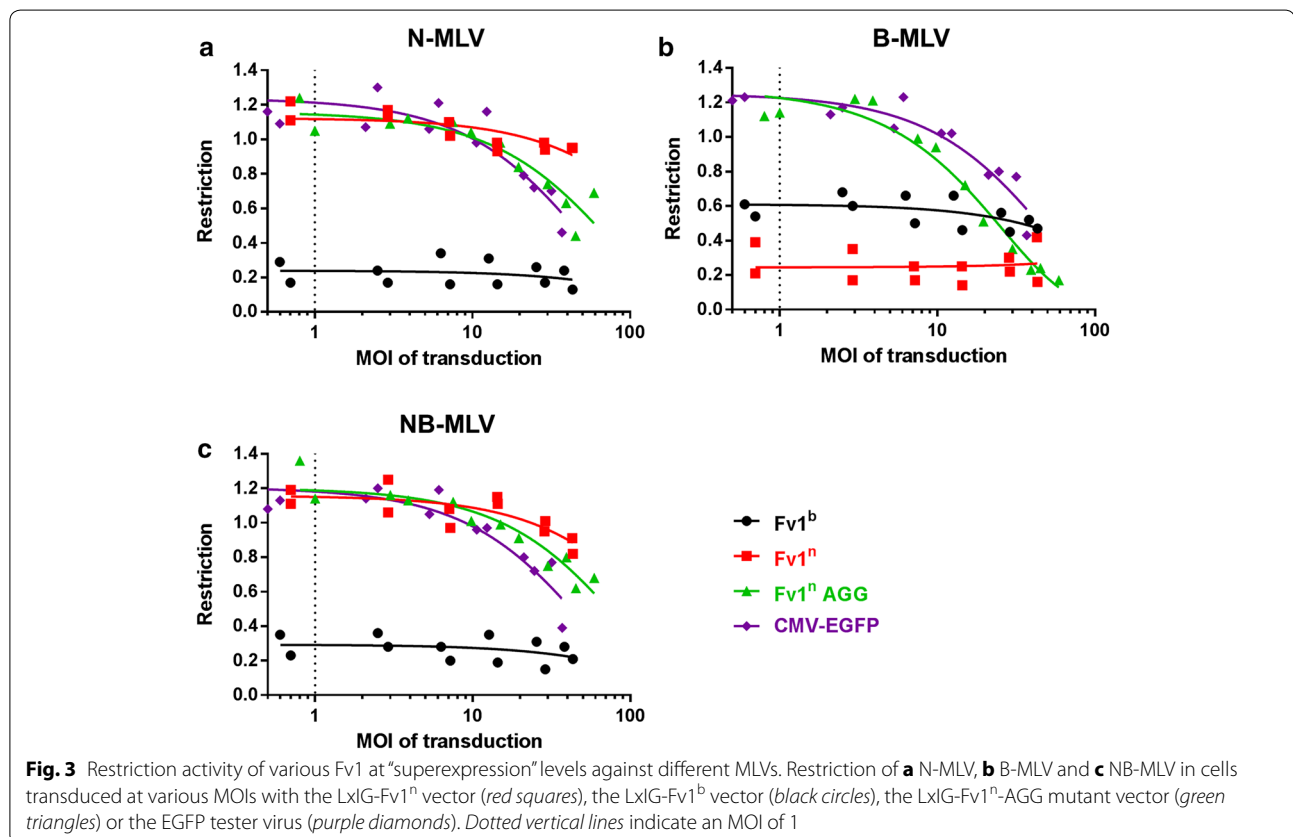 a
N-MLV
1.4
1.2
1.0
0.8
0.6
0.4
0.2
0.0
Restriction
1
10
100
MOI of transduction
b
B-MLV
1.4
1.2
1.0
0.8
0.6
0.4
0.2
0.0
Restriction
1
10
100
MOI of transduction
c
NB-MLV
1.4
1.2
1.0
0.8
0.6
0.4
0.2
0.0
Restriction
1
10
100
MOI of transduction
Fv1ᵇ
Fv1ⁿ
Fv1ⁿ AGG
CMV-EGFP
Fig. 3 Restriction activity of various Fv1 at “superexpression” levels against different MLVs. Restriction of a N-MLV, b B-MLV and c NB-MLV in cells
transduced at various MOIs with the LxIG-Fv1ⁿ vector (red squares), the LxIG-Fv1ᵇ vector (black circles), the LxIG-Fv1ⁿ-AGG mutant vector (green
triangles) or the EGFP tester virus (purple diamonds). Dotted vertical lines indicate an MOI of 1